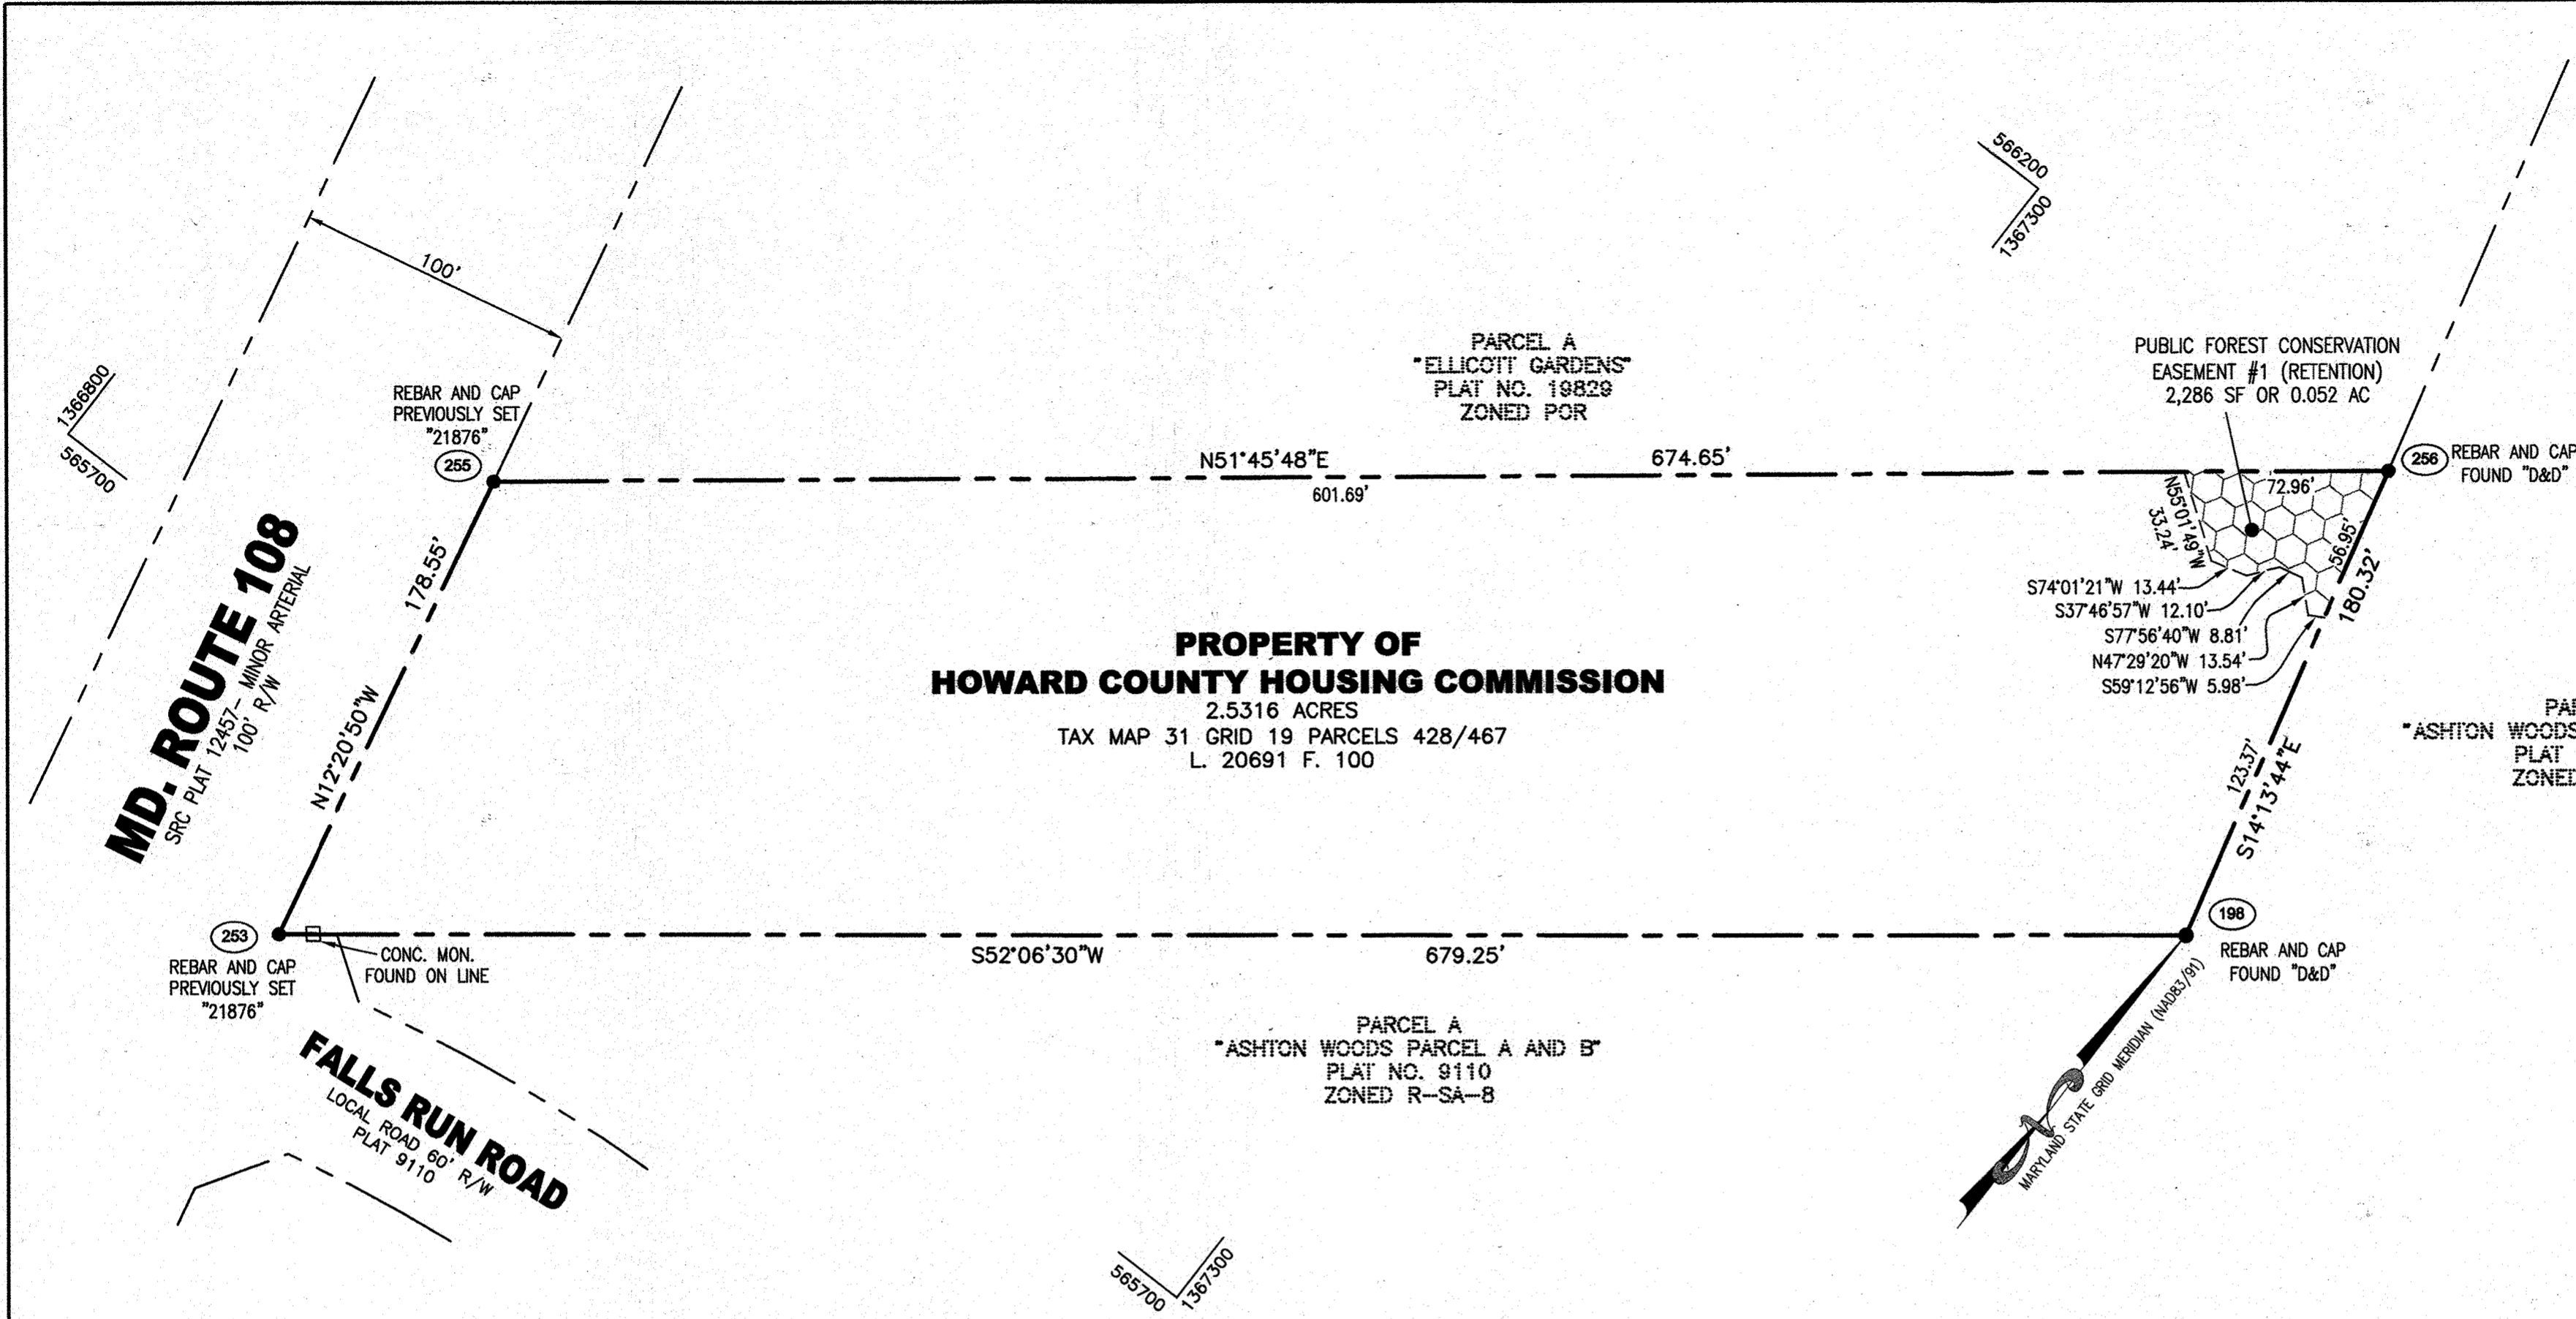 566200
1367300
100'
1366800
565700
REBAR AND CAP
PREVIOUSLY SET
"21876"
255
PARCEL A
"ELLICOTT GARDENS"
PLAT NO. 19829
ZONED POR
N51°45'48"E
674.65'
601.69'
PUBLIC FOREST CONSERVATION
EASEMENT #1 (RETENTION)
2,286 SF OR 0.052 AC
256
REBAR AND CAP
FOUND "D&D"
72.96'
N55°01'49"W
33.24'
56.95'
180.32'
S74°01'21"W 13.44'
S37°46'57"W 12.10'
S77°56'40"W 8.81'
N47°29'20"W 13.54'
S59°12'56"W 5.98'
123.37'
S14°13'44"E
MD. ROUTE 108
SRC PLAT 12457- MINOR ARTERIAL
100' R/W
178.55'
N12°20'50"W
PROPERTY OF
HOWARD COUNTY HOUSING COMMISSION
2.5316 ACRES
TAX MAP 31 GRID 19 PARCELS 428/467
L. 20691 F. 100
"ASHTON WOODS
PLAT
ZONED
253
REBAR AND CAP
PREVIOUSLY SET
"21876"
CONC. MON.
FOUND ON LINE
S52°06'30"W
679.25'
198
REBAR AND CAP
FOUND "D&D"
MARYLAND STATE GRID MERIDIAN (NAD83/91)
PARCEL A
"ASHTON WOODS PARCEL A AND B"
PLAT NO. 9110
ZONED R-SA-8
FALLS RUN ROAD
LOCAL ROAD 60' R/W
PLAT 9110
565700
1367300